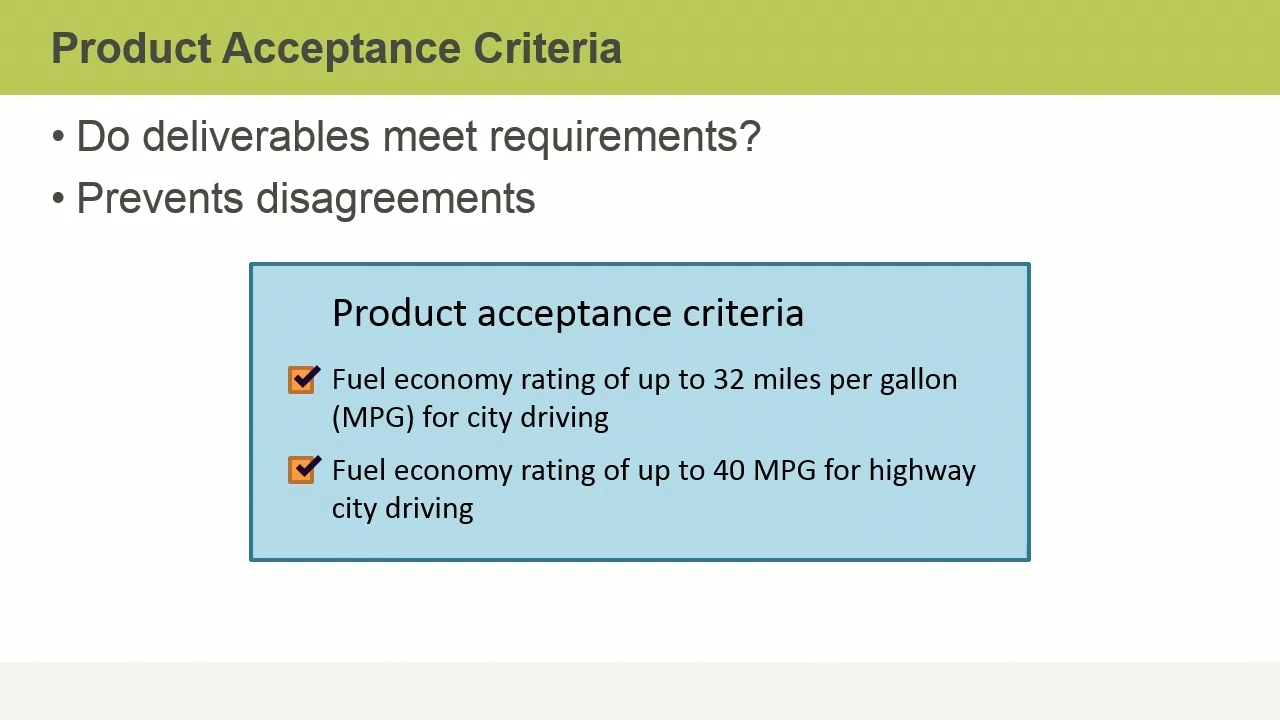 Product Acceptance Criteria
• Do deliverables meet requirements?
• Prevents disagreements
Product acceptance criteria
Fuel economy rating of up to 32 miles per gallon
(MPG) for city driving
Fuel economy rating of up to 40 MPG for highway
city driving